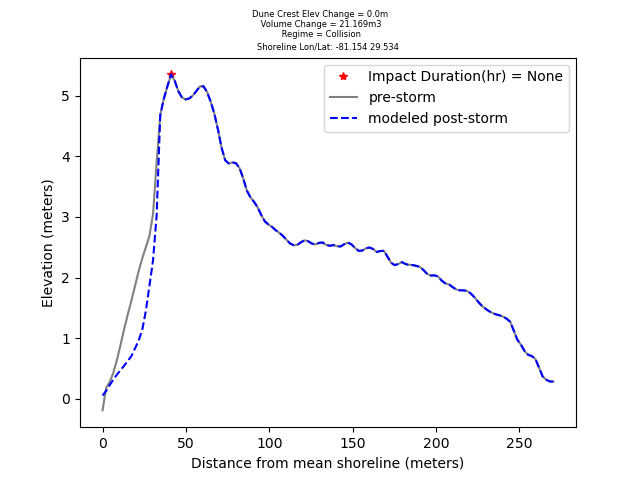 Dune Crest Elev Change = 0.0m
Volume Change = 21.169m3
Regime = Collision
Shoreline Lon/Lat: -81.154 29.534
Impact Duration(hr) = None
pre-storm
modeled post-storm
Elevation (meters)
5
4
3
2
1
0
0 50 100 150 200 250
Distance from mean shoreline (meters)